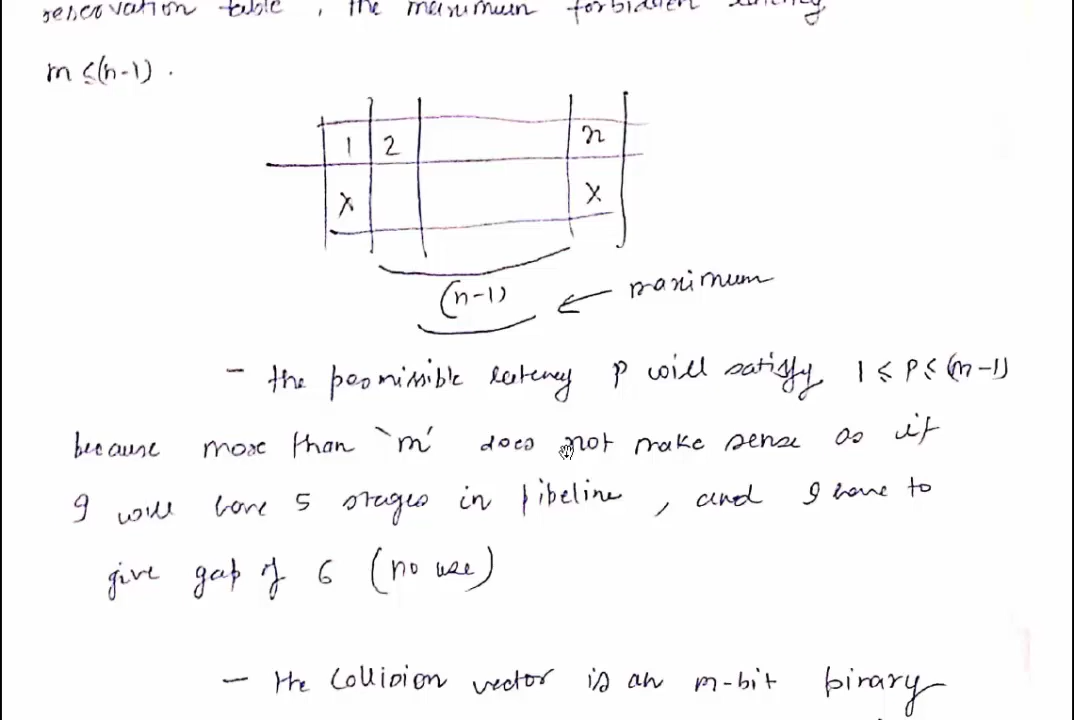 reservation table, the maximum forbidden latency
m ≤ (n-1).
1 2 n
X X
(n-1) ← maximum
- the permissible latency p will satisfy 1 ≤ P ≤ (m-1)
because more than 'm' does not make sense as if
I will have 5 stages in pipeline, and I have to
give gap of 6 (no use)
- the collision vector is an m-bit binary